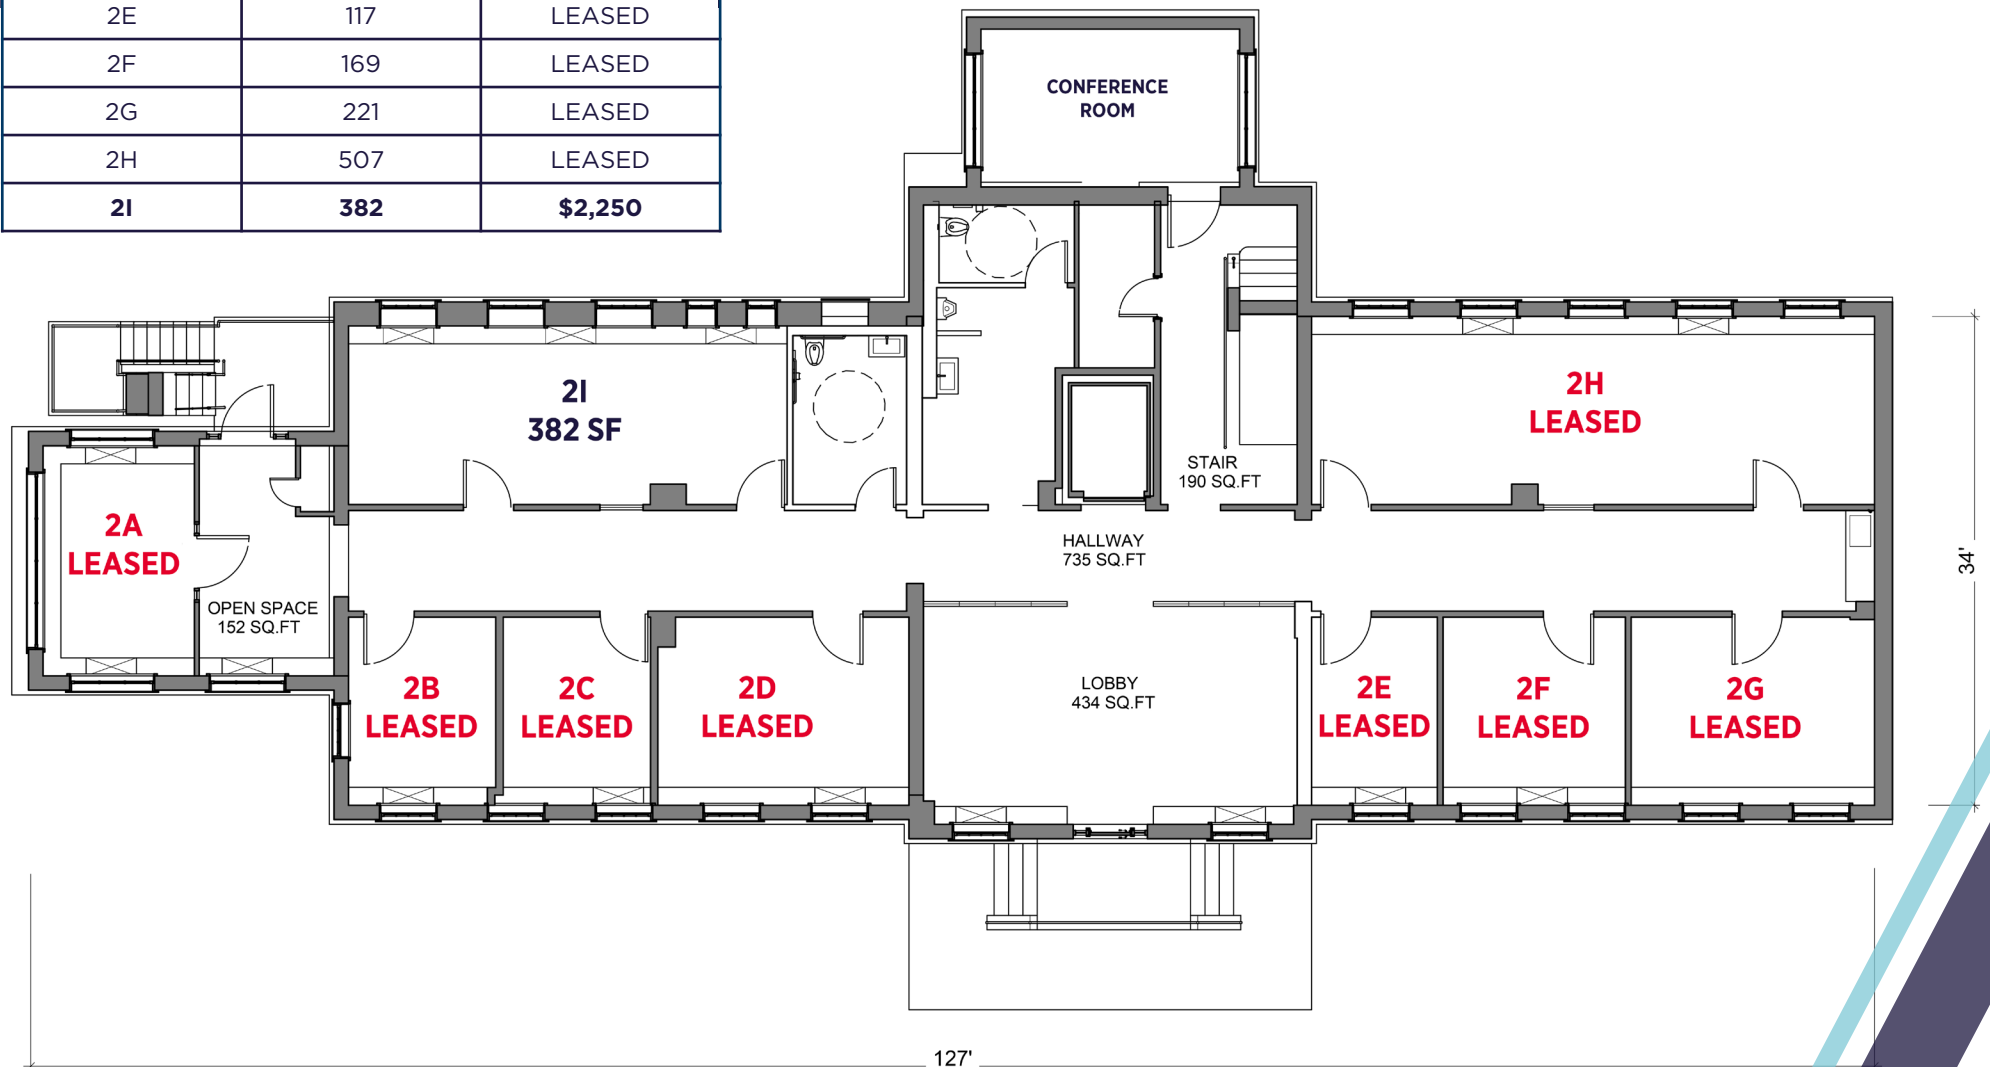 2E 117 LEASED
2F 169 LEASED
2G 221 LEASED
2H 507 LEASED
2I 382 $2,250
CONFERENCE
ROOM
2I
382 SF
2H
LEASED
STAIR
190 SQ.FT
2A
LEASED
HALLWAY
735 SQ.FT
34'
OPEN SPACE
152 SQ.FT
2B
LEASED
2C
LEASED
2D
LEASED
LOBBY
434 SQ.FT
2E
LEASED
2F
LEASED
2G
LEASED
127'